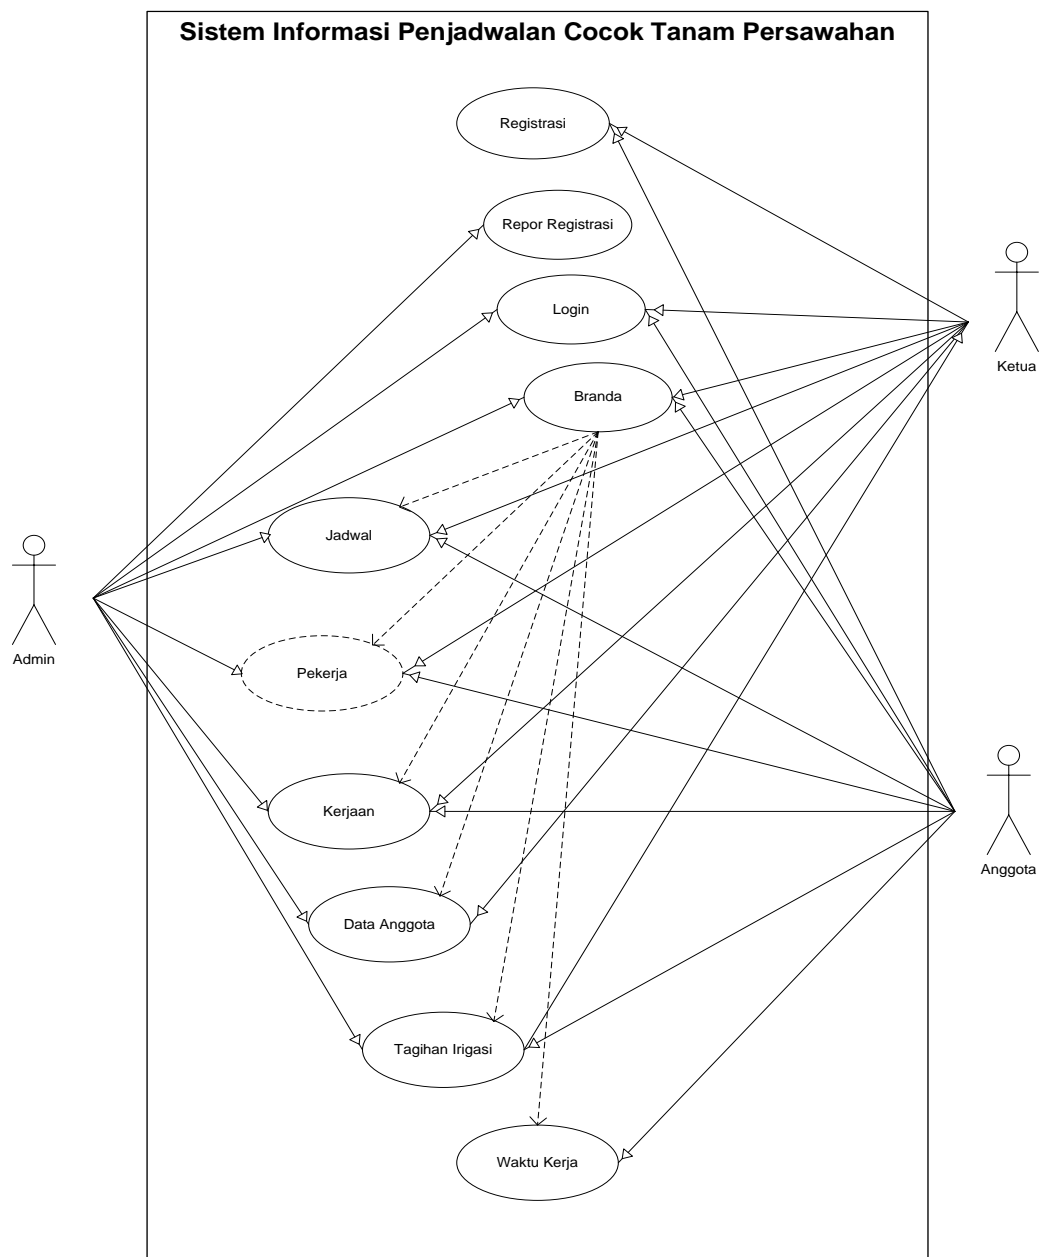 Sistem Informasi Penjadwalan Cocok Tanam Persawahan
Registrasi
Repor Registrasi
Login
Branda
Ketua
Jadwal
Admin
Pekerja
Kerjaan
Anggota
Data Anggota
Tagihan Irigasi
Waktu Kerja